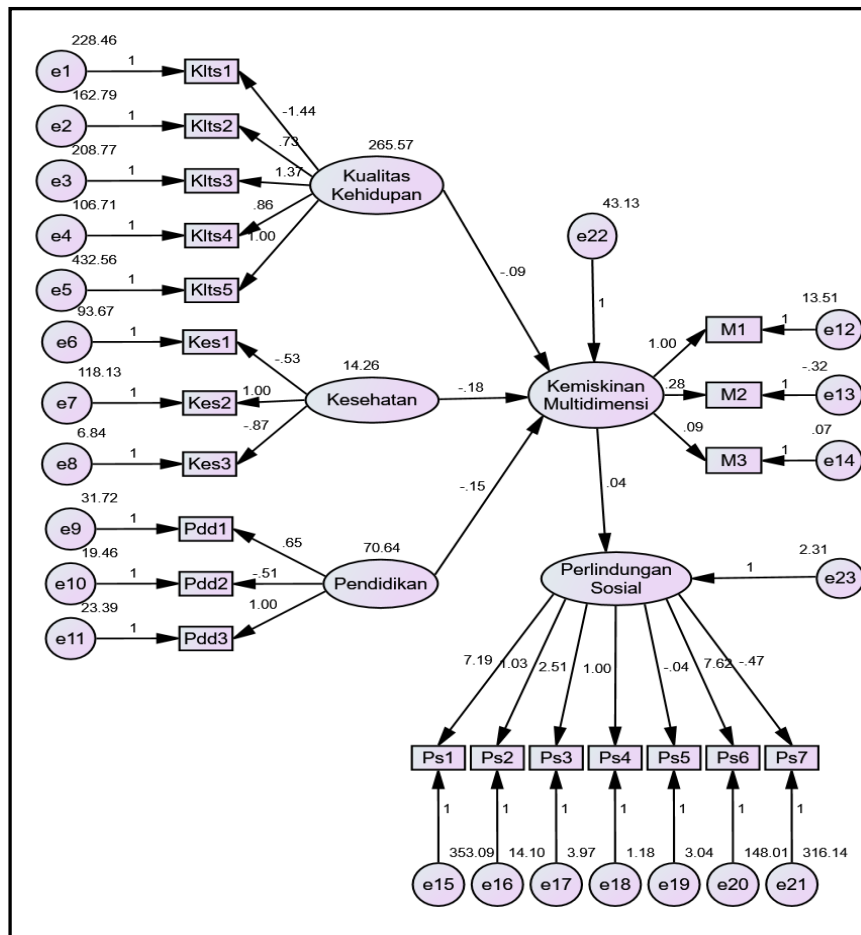 228.46
e1
1
Klts1
-1.44
162.79
e2
1
Klts2
.73
265.57
208.77
e3
1
Klts3
1.37
Kualitas
Kehidupan
106.71
e4
1
Klts4
.86
432.56
e5
1
Klts5
1.00
-.09
43.13
e22
1
93.67
e6
1
Kes1
-.53
118.13
e7
1
Kes2
1.00
14.26
Kesehatan
-.18
6.84
e8
1
Kes3
-.87
Kemiskinan
Multidimensi
1.00
M1
1
13.51
e12
.28
M2
1
-.32
e13
.09
M3
1
.07
e14
31.72
e9
1
Pdd1
.65
19.46
e10
1
Pdd2
-.51
70.64
Pendidikan
-.15
23.39
e11
1
Pdd3
1.00
.04
Perlindungan
Sosial
1
2.31
e23
7.19
1.03
2.51
1.00
-.04
7.62
-.47
Ps1
Ps2
Ps3
Ps4
Ps5
Ps6
Ps7
1
1
1
1
1
1
1
353.09
14.10
3.97
1.18
3.04
148.01
316.14
e15
e16
e17
e18
e19
e20
e21